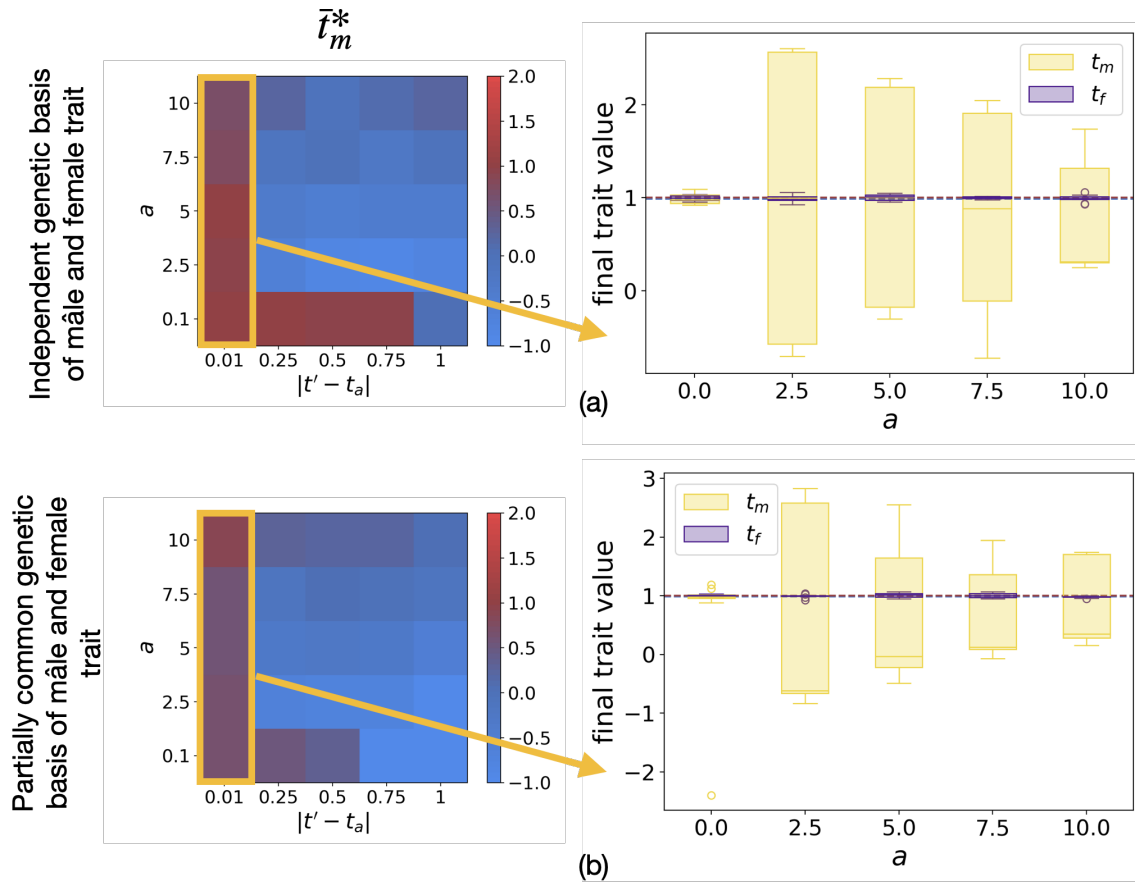 t̄*ₘ
Independent genetic basis
of mâle and female trait
a
10
7.5
5
2.5
0.1
0.01
0.25
0.75
1
|t′ − tₐ|
2.0
1.5
1.0
0.5
0.0
−0.5
−1.0
final trait value
2
1
0
tₘ
t_f
0.0
2.5
5.0
7.5
10.0
a
(a)
Partially common genetic
basis of mâle and female
trait
a
10
7.5
5
2.5
0.1
0.01
0.25
0.75
1
|t′ − tₐ|
2.0
1.5
1.0
0.5
0.0
−0.5
−1.0
final trait value
3
2
1
0
−1
−2
tₘ
t_f
0.0
2.5
5.0
7.5
10.0
a
(b)